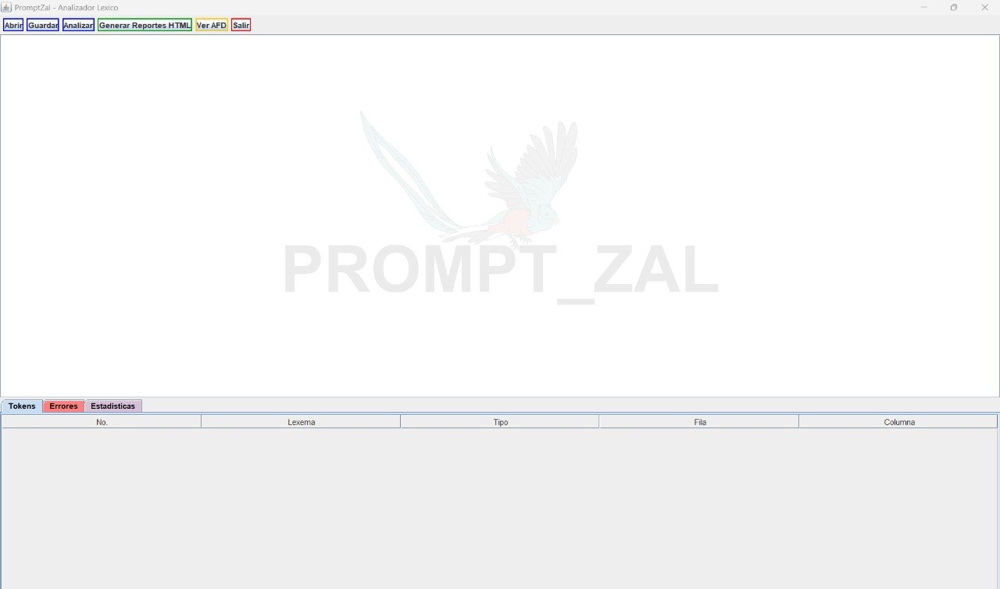 PromptZal - Analizador Lexico
Abrir Guardar Analizar Generar Reportes HTML Ver AFD Salir
PROMPT_ZAL
Tokens Errores Estadisticas
No. Lexema Tipo Fila Columna